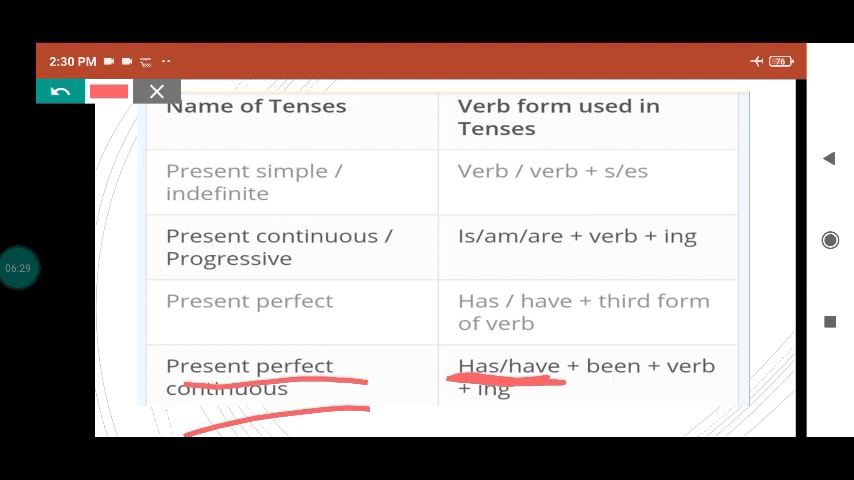 2:30 PM
76
Name of Tenses
Verb form used in
Tenses
Present simple /
indefinite
Verb / verb + s/es
Present continuous /
Progressive
Is/am/are + verb + ing
Present perfect
Has / have + third form
of verb
Present perfect
continuous
Has/have + been + verb
+ ing
06:29